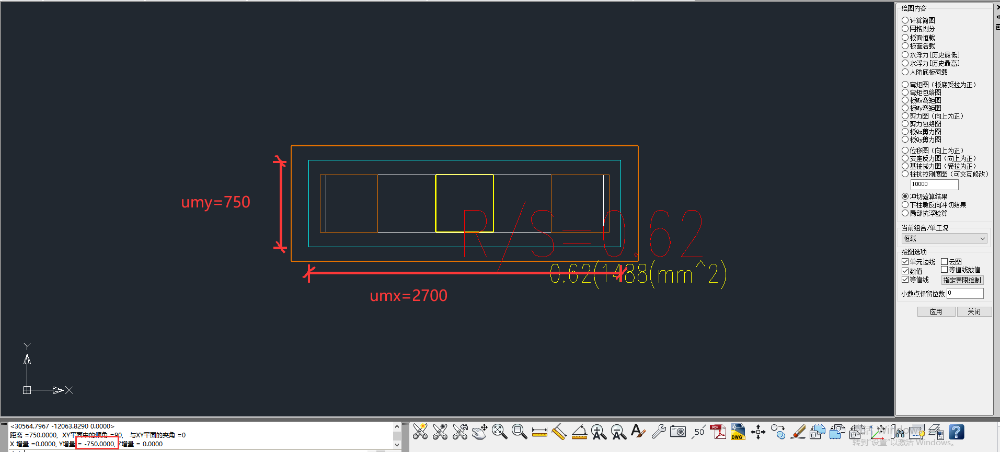 绘图内容
计算简图
网格划分
板面恒载
板面活载
水浮力[历史最低]
水浮力[历史最高]
人防底板荷载
弯矩图(板底受拉为正)
弯矩包络图
板Mx弯矩图
板My弯矩图
剪力图(向上为正)
剪力包络图
板Qx剪力图
板Qy剪力图
位移图(向上为正)
支座反力图(向上为正)
基桩拔力图(受拉为正)
桩抗拉刚度图(可交互修改)
10000
冲切验算结果
下柱墩反向冲切结果
局部抗浮验算
当前组合/单工况
恒载
绘图选项
单元边线 云图
数值 等值线数值
等值线 指定界限绘制
小数点保留位数 0
应用 关闭
umy=750
R/S=0.62
0.62(1488(mm^2)
umx=2700
Y
X
<30564.7967 -12063.8290 0.0000>
距离 =750.0000, XY平面中的倾角 =90, 与XY平面的夹角 =0
X 增量 =0.0000, Y增量 = -750.0000, Z增量 = 0.0000
.50
PDF
DWG
激活 Windows
转到"设置"以激活 Windows。